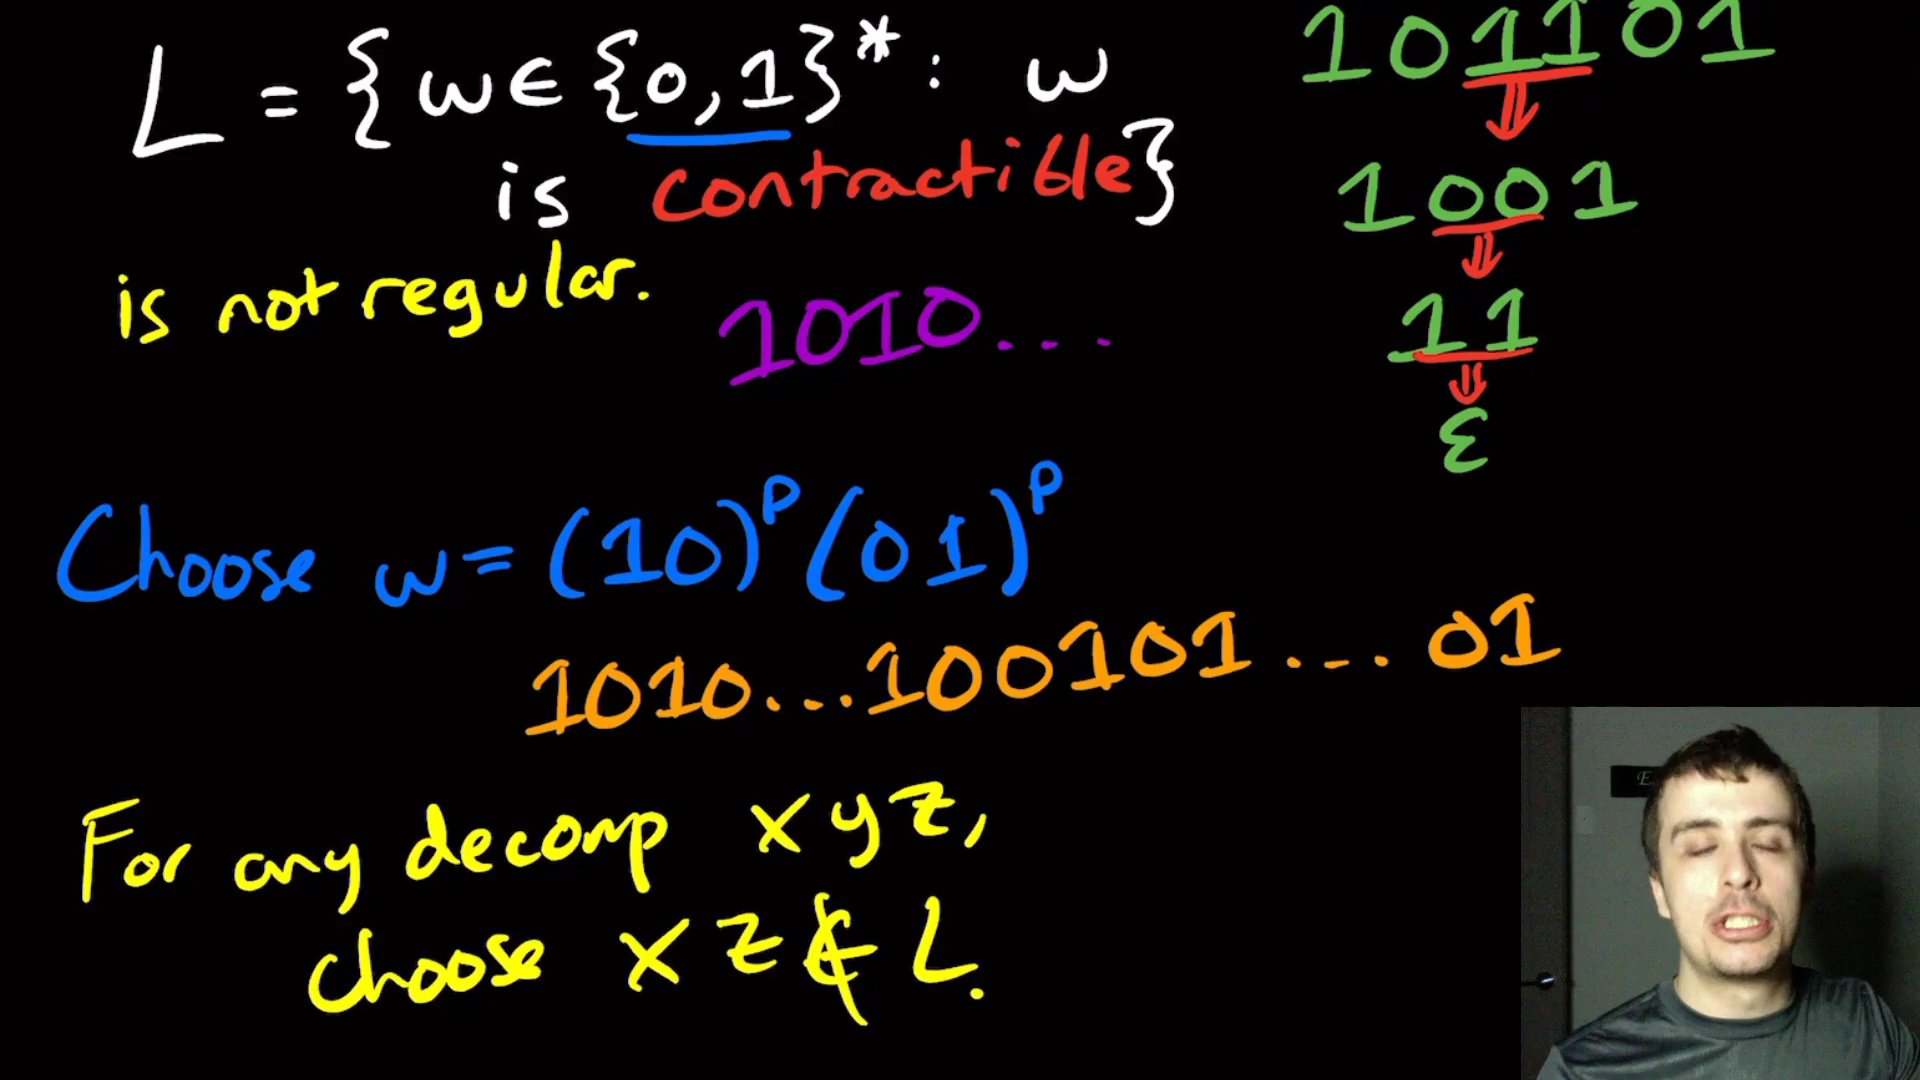 L = {w∈{0,1}* : w
is contractible}
is not regular.
1010...
101101
1001
11
ε
Choose w = (10)^p (01)^p
1010...10010101...01
For any decomp xyz,
choose xz ∉ L.